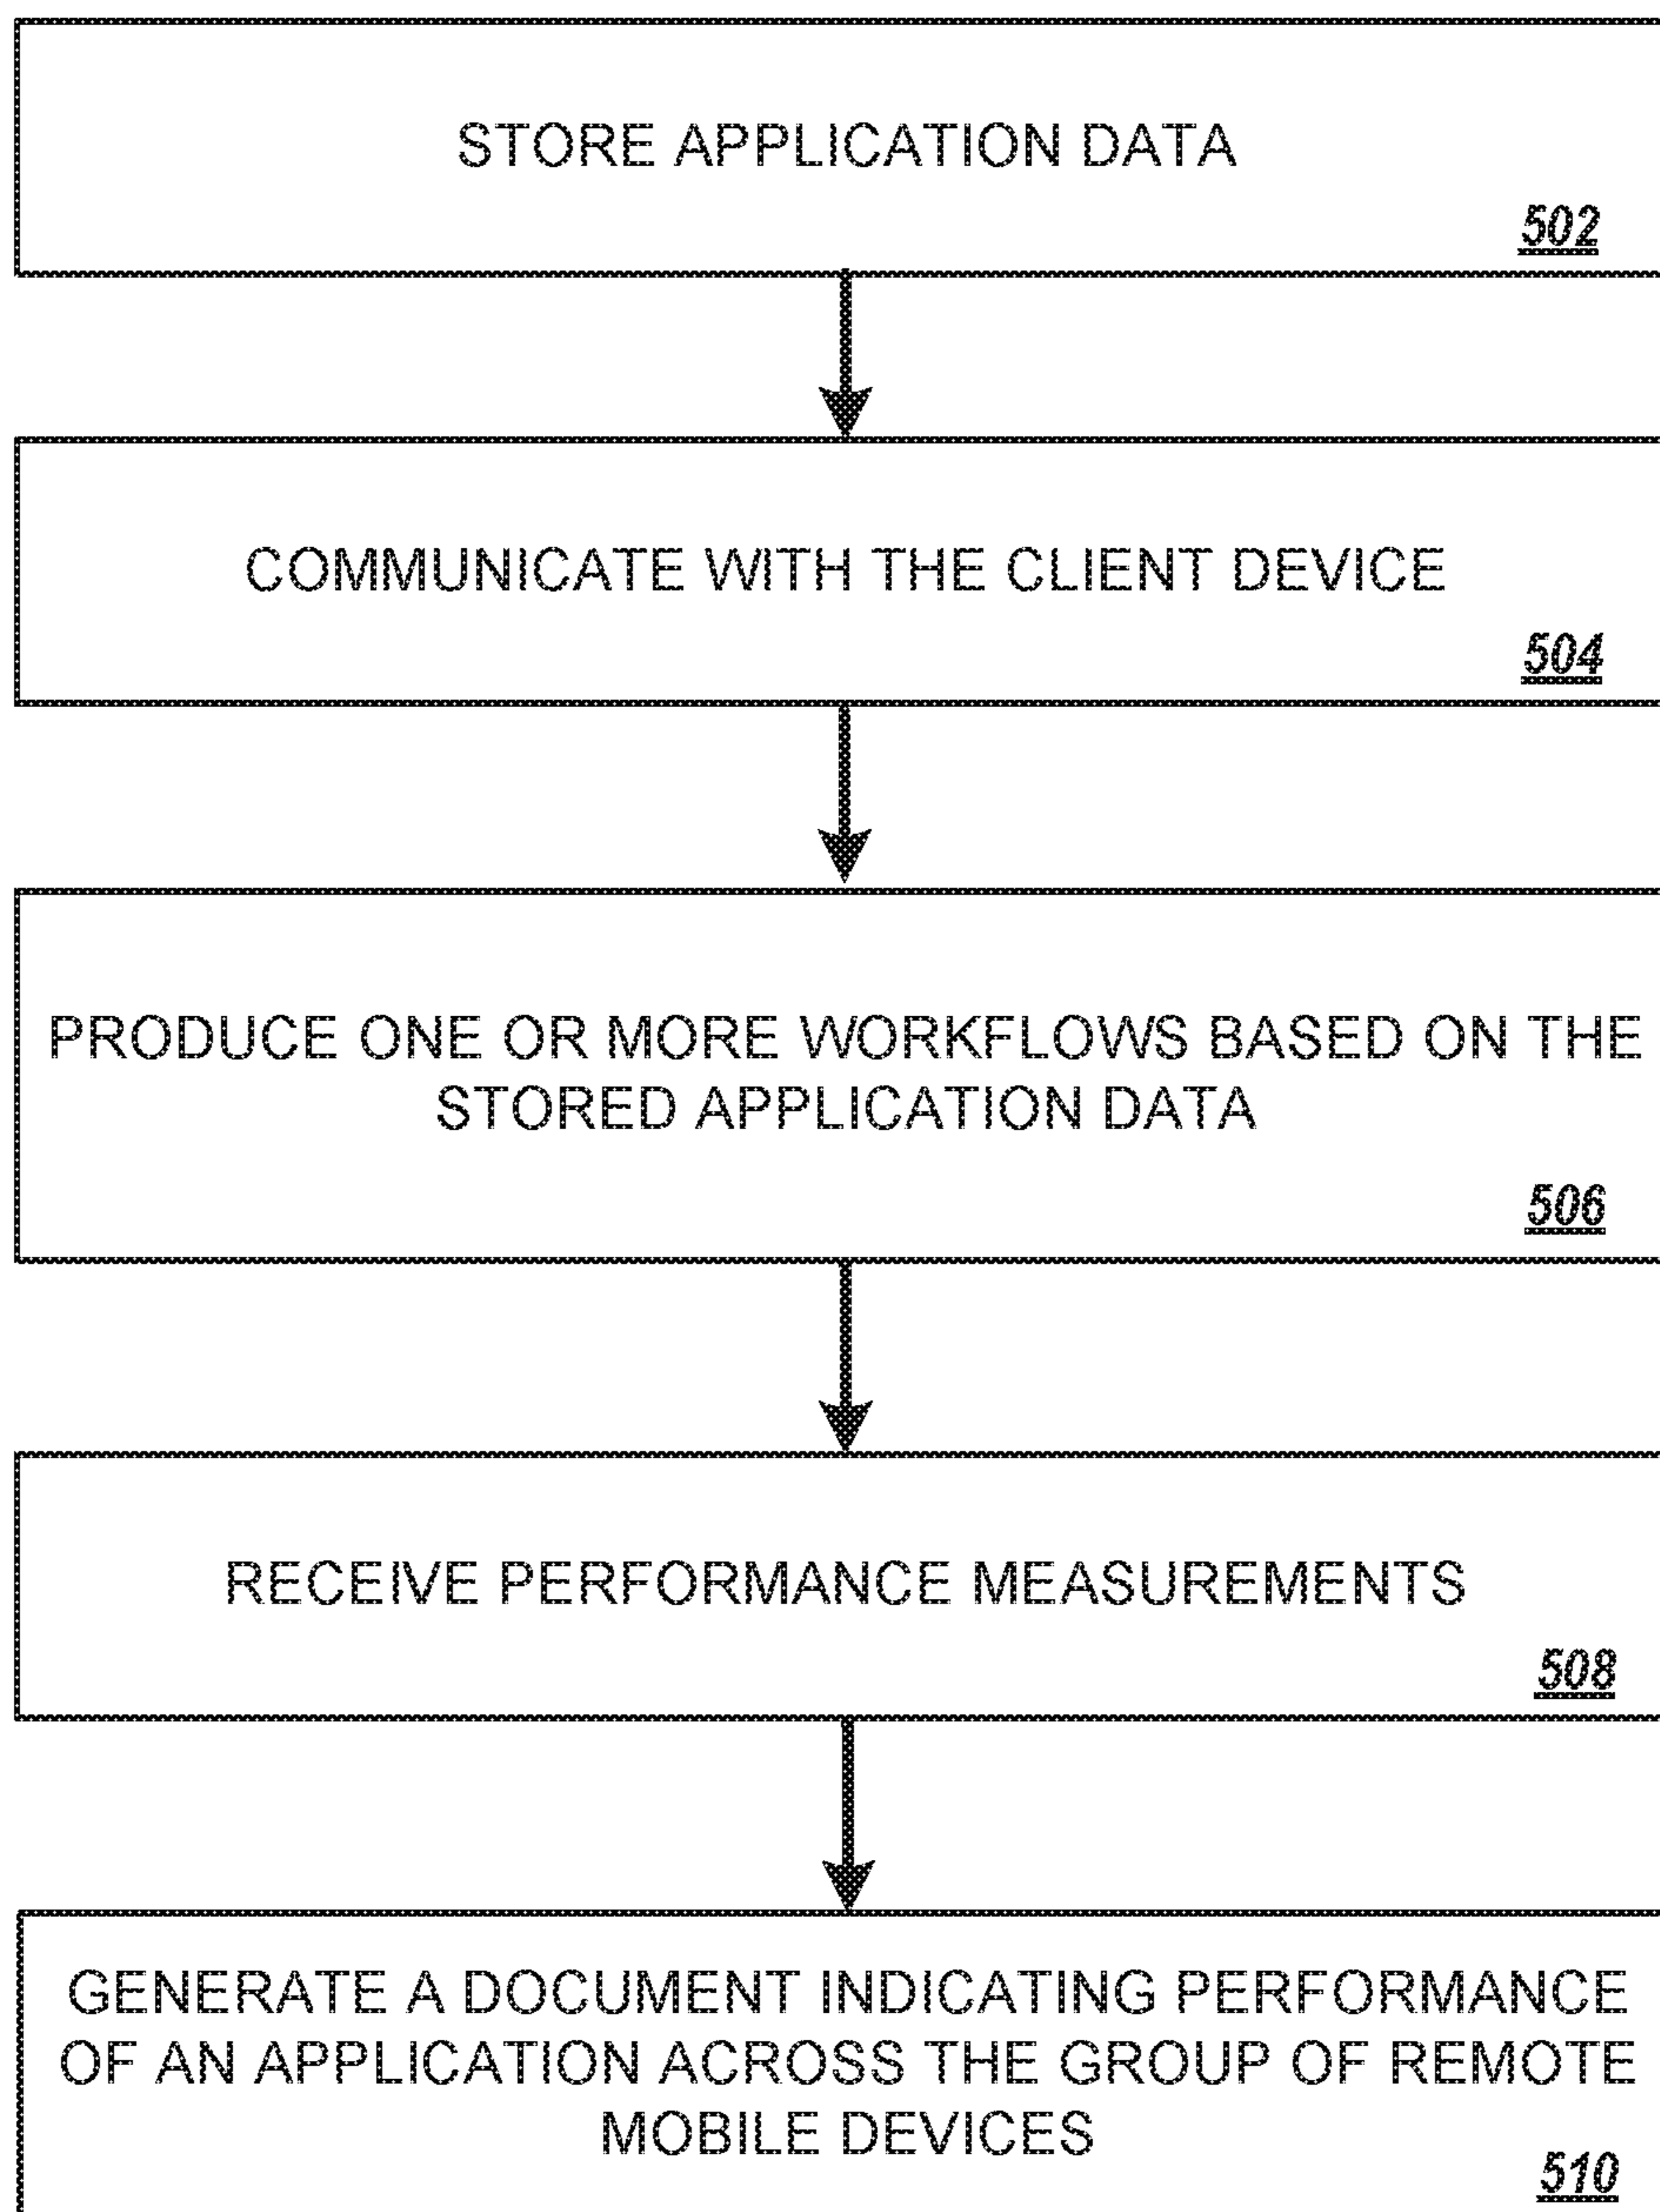 STORE APPLICATION DATA
502
COMMUNICATE WITH THE CLIENT DEVICE
504
PRODUCE ONE OR MORE WORKFLOWS BASED ON THE
STORED APPLICATION DATA
506
RECEIVE PERFORMANCE MEASUREMENTS
508
GENERATE A DOCUMENT INDICATING PERFORMANCE
OF AN APPLICATION ACROSS THE GROUP OF REMOTE
MOBILE DEVICES
510